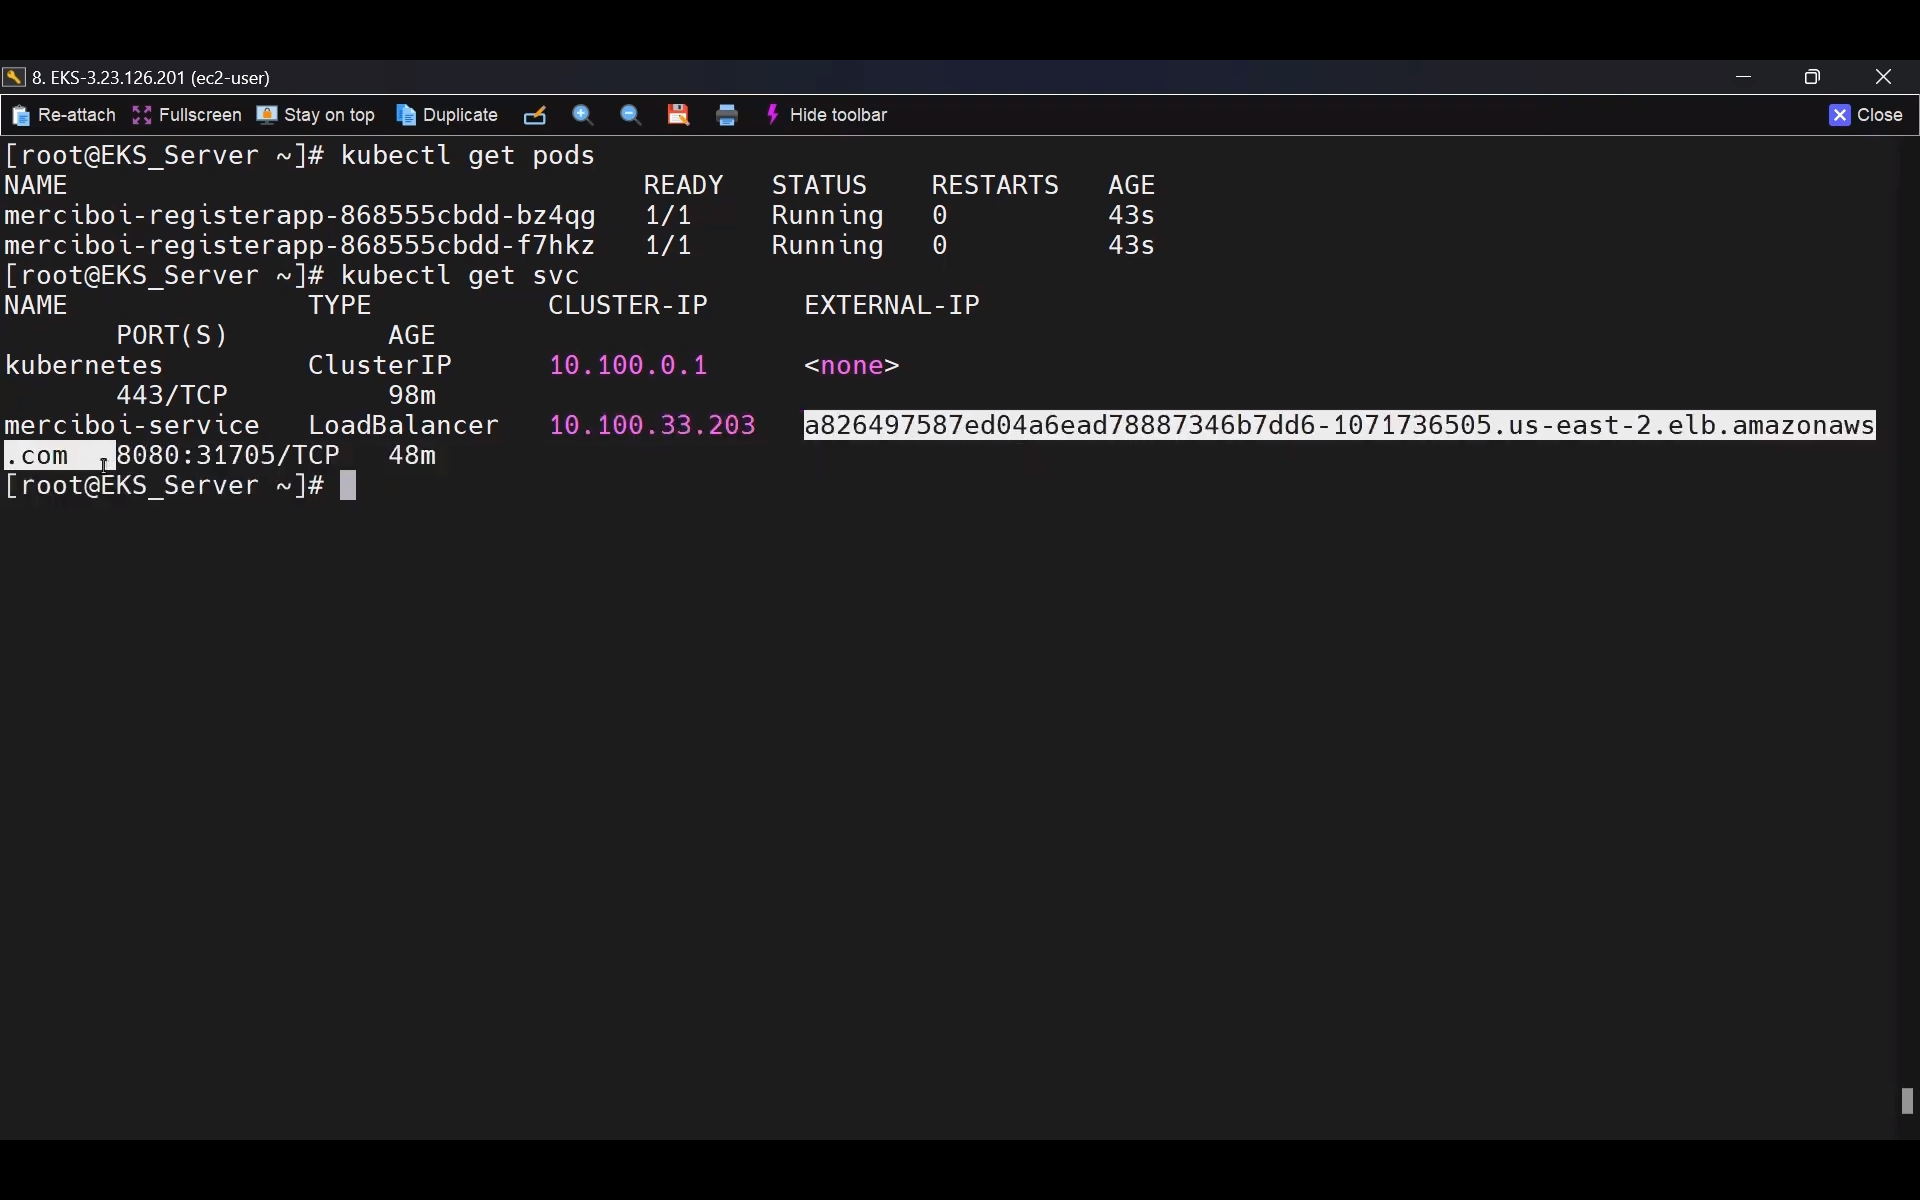 8. EKS-3.23.126.201 (ec2-user)
Re-attach Fullscreen Stay on top Duplicate Hide toolbar Close
[root@EKS_Server ~]# kubectl get pods
NAME READY STATUS RESTARTS AGE
merciboi-registerapp-868555cbdd-bz4qg 1/1 Running 0 43s
merciboi-registerapp-868555cbdd-f7hkz 1/1 Running 0 43s
[root@EKS_Server ~]# kubectl get svc
NAME TYPE CLUSTER-IP EXTERNAL-IP
PORT(S) AGE
kubernetes ClusterIP 10.100.0.1 <none>
443/TCP 98m
merciboi-service LoadBalancer 10.100.33.203 a826497587ed04a6ead78887346b7dd6-1071736505.us-east-2.elb.amazonaws
.com 8080:31705/TCP 48m
[root@EKS_Server ~]#